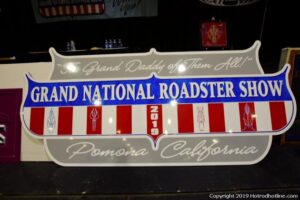 "The Grand Daddy of Them All!"
GRAND NATIONAL ROADSTER SHOW
2019
Pomona California
Copyright 2019 Hotrodhotline.com